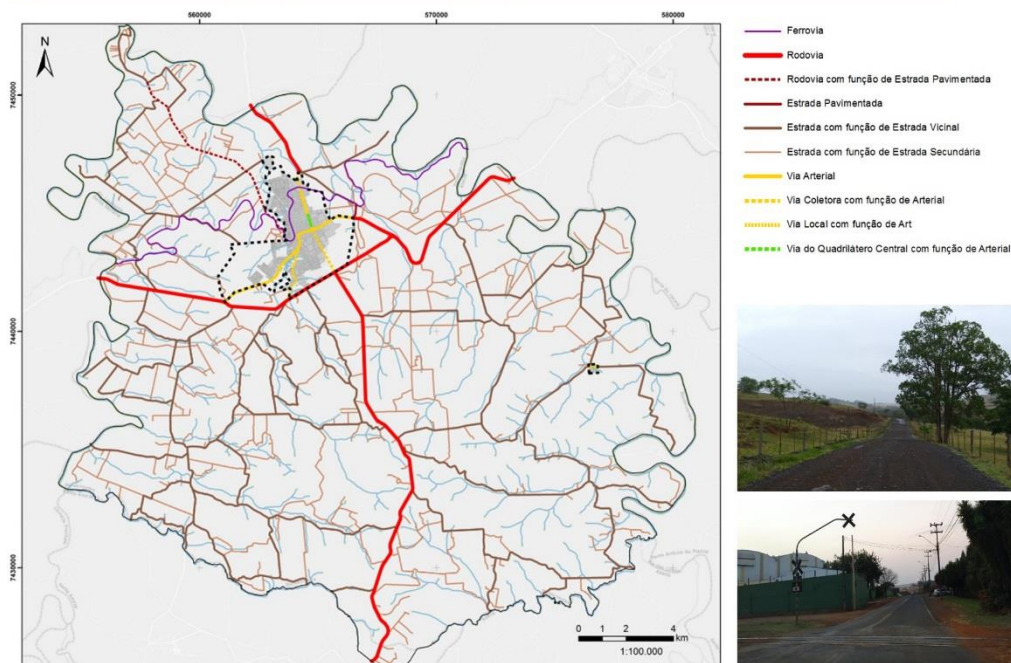 560000
570000
580000
N
7450000
7440000
7430000
0 1 2 4
km
1:100.000
Ferrovia
Rodovia
Rodovia com função de Estrada Pavimentada
Estrada Pavimentada
Estrada com função de Estrada Vicinal
Estrada com função de Estrada Secundária
Via Arterial
Via Coletora com função de Arterial
Via Local com função de Art
Via do Quadrilátero Central com função de Arterial